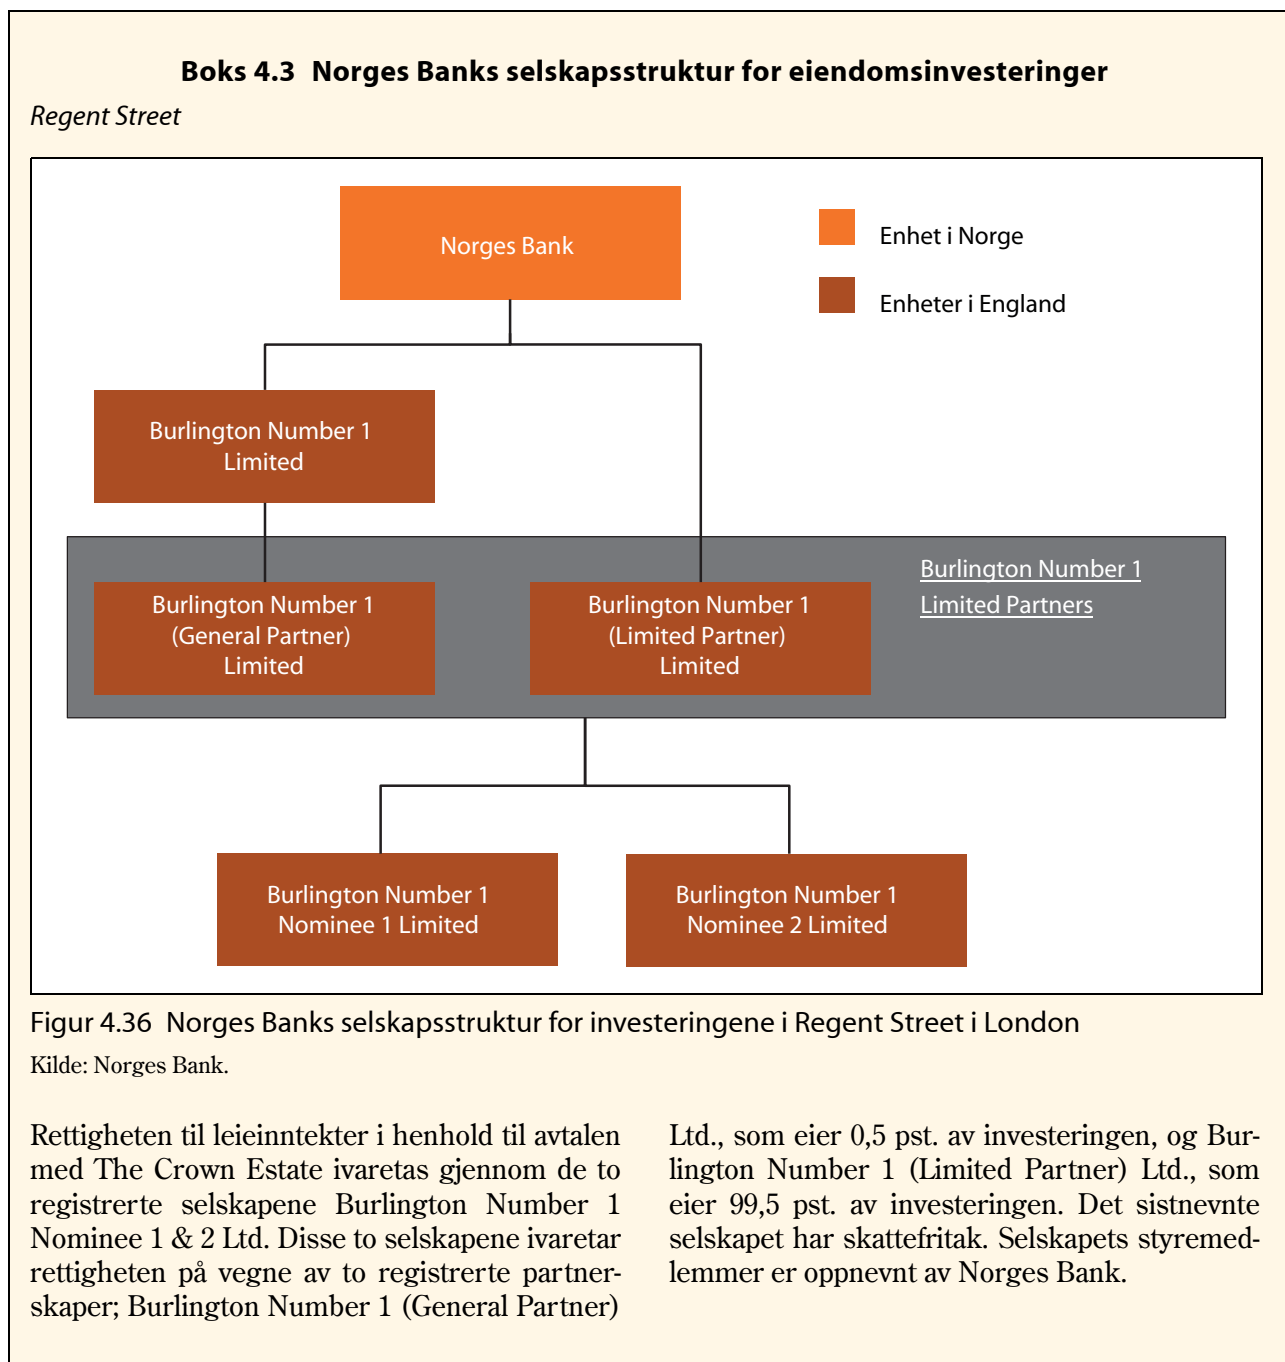 Boks 4.3 Norges Banks selskapsstruktur for eiendomsinvesteringer
Regent Street
Norges Bank
Enhet i Norge
Enheter i England
Burlington Number 1
Limited
Burlington Number 1
Limited Partners
Burlington Number 1
(General Partner)
Limited
Burlington Number 1
(Limited Partner)
Limited
Burlington Number 1
Nominee 1 Limited
Burlington Number 1
Nominee 2 Limited
Figur 4.36 Norges Banks selskapsstruktur for investeringene i Regent Street i London
Kilde: Norges Bank.
Rettigheten til leieinntekter i henhold til avtalen
med The Crown Estate ivaretas gjennom de to
registrerte selskapene Burlington Number 1
Nominee 1 & 2 Ltd. Disse to selskapene ivaretar
rettigheten på vegne av to registrerte partner-
skaper; Burlington Number 1 (General Partner)
Ltd., som eier 0,5 pst. av investeringen, og Bur-
lington Number 1 (Limited Partner) Ltd., som
eier 99,5 pst. av investeringen. Det sistnevnte
selskapet har skattefritak. Selskapets styremed-
lemmer er oppnevnt av Norges Bank.